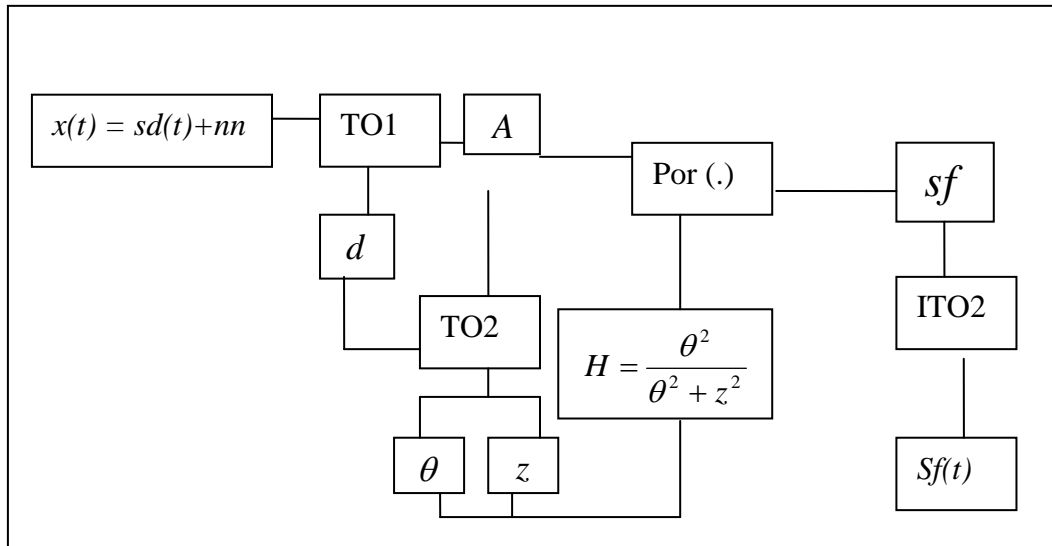 x(t) = sd(t)+nn
TO1
A
Por (.)
sf
d
TO2
H = θ² / (θ² + z²)
ITO2
θ
z
Sf(t)